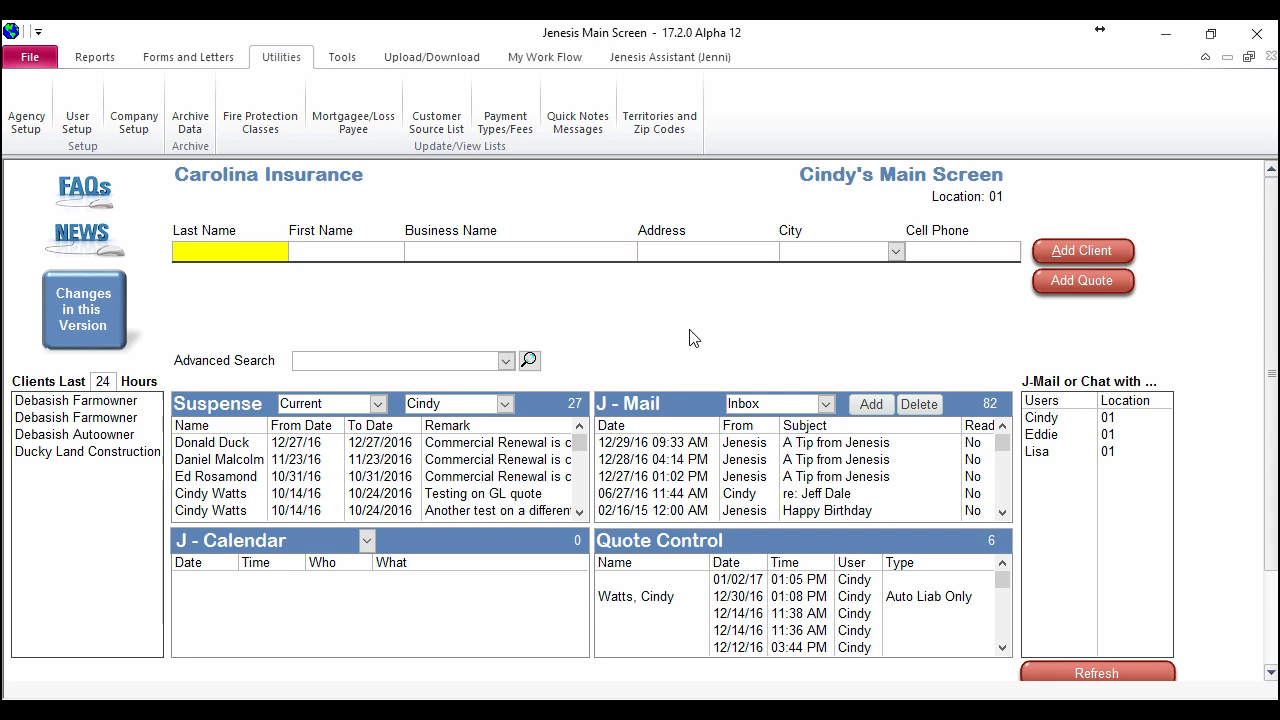 Jenesis Main Screen - 17.2.0 Alpha 12
File Reports Forms and Letters Utilities Tools Upload/Download My Work Flow Jenesis Assistant (Jenni)
Agency Setup User Setup Company Setup Archive Data Fire Protection Classes Mortgagee/Loss Payee Customer Source List Payment Types/Fees Quick Notes Messages Territories and Zip Codes
Setup Archive Update/View Lists
FAQs
NEWS
Changes
in this
Version
Carolina Insurance Cindy's Main Screen
Location: 01
Last Name First Name Business Name Address City Cell Phone
Add Client
Add Quote
Advanced Search
Clients Last 24 Hours
Debasish Farmowner
Debasish Farmowner
Debasish Autoowner
Ducky Land Construction
Suspense Current Cindy 27
Name From Date To Date Remark
Donald Duck 12/27/16 12/27/2016 Commercial Renewal is c
Daniel Malcolm 11/23/16 11/23/2016 Commercial Renewal is c
Ed Rosamond 10/31/16 10/31/2016 Commercial Renewal is c
Cindy Watts 10/14/16 10/24/2016 Testing on GL quote
Cindy Watts 10/14/16 10/24/2016 Another test on a differen
J - Mail Inbox Add Delete 82
Date From Subject Read
12/29/16 09:33 AM Jenesis A Tip from Jenesis No
12/28/16 04:14 PM Jenesis A Tip from Jenesis No
12/27/16 01:02 PM Jenesis A Tip from Jenesis No
06/27/16 11:44 AM Cindy re: Jeff Dale No
02/16/15 12:00 AM Jenesis Happy Birthday No
J-Mail or Chat with ...
Users Location
Cindy 01
Eddie 01
Lisa 01
J - Calendar 0
Date Time Who What
Quote Control 6
Name Date Time User Type
01/02/17 01:05 PM Cindy
Watts, Cindy 12/30/16 01:08 PM Cindy Auto Liab Only
12/14/16 11:38 AM Cindy
12/14/16 11:36 AM Cindy
12/12/16 03:44 PM Cindy
Refresh